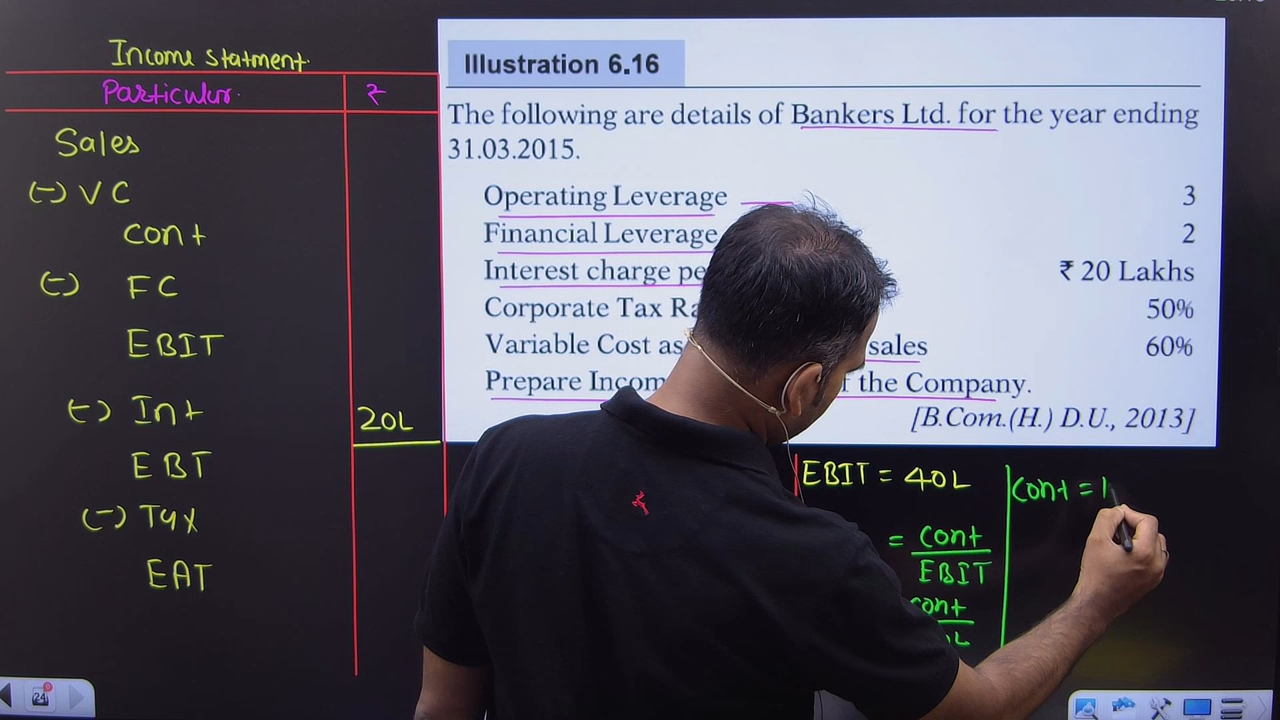 Income statment
Particular ₹
Sales
(-) VC
Cont
(-) FC
EBIT
(-) Int 20L
EBT
(-) Tax
EAT
Illustration 6.16
The following are details of Bankers Ltd. for the year ending
31.03.2015.
Operating Leverage 3
Financial Leverage 2
Interest charge pe ₹ 20 Lakhs
Corporate Tax Ra 50%
Variable Cost as sales 60%
Prepare Incom f the Company.
[B.Com.(H.) D.U., 2013]
EBIT = 40L
= Cont
EBIT
Cont
Cont = 1
24